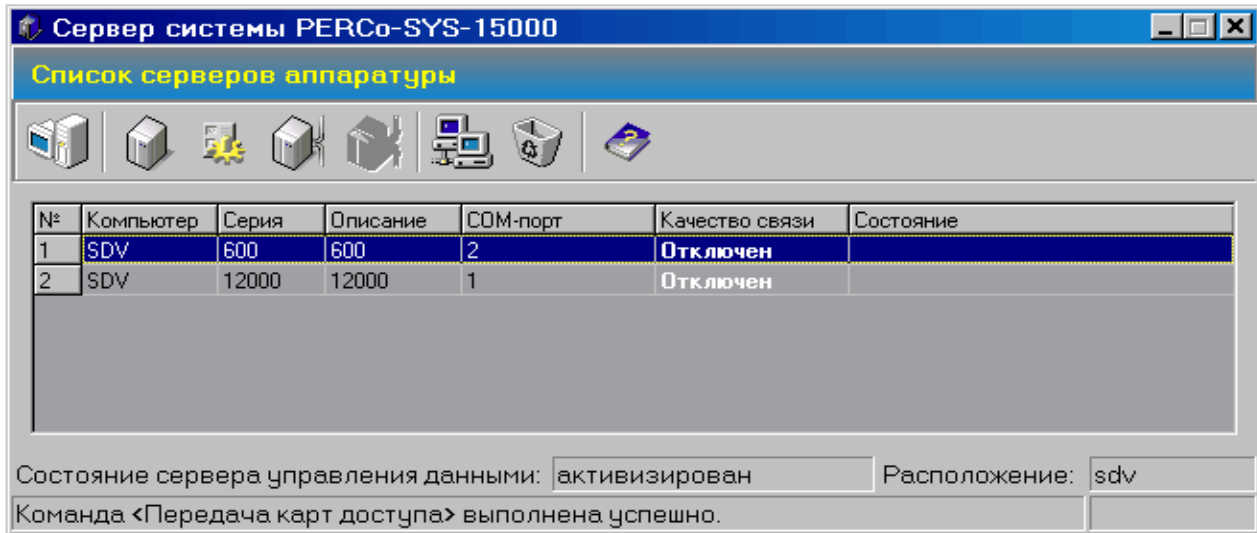 Сервер системы PERCo-SYS-15000
Список серверов аппаратуры
№ Компьютер Серия Описание COM-порт Качество связи Состояние
1 SDV 600 600 2 Отключен
2 SDV 12000 12000 1 Отключен
Состояние сервера управления данными: активизирован Расположение: sdv
Команда <Передача карт доступа> выполнена успешно.